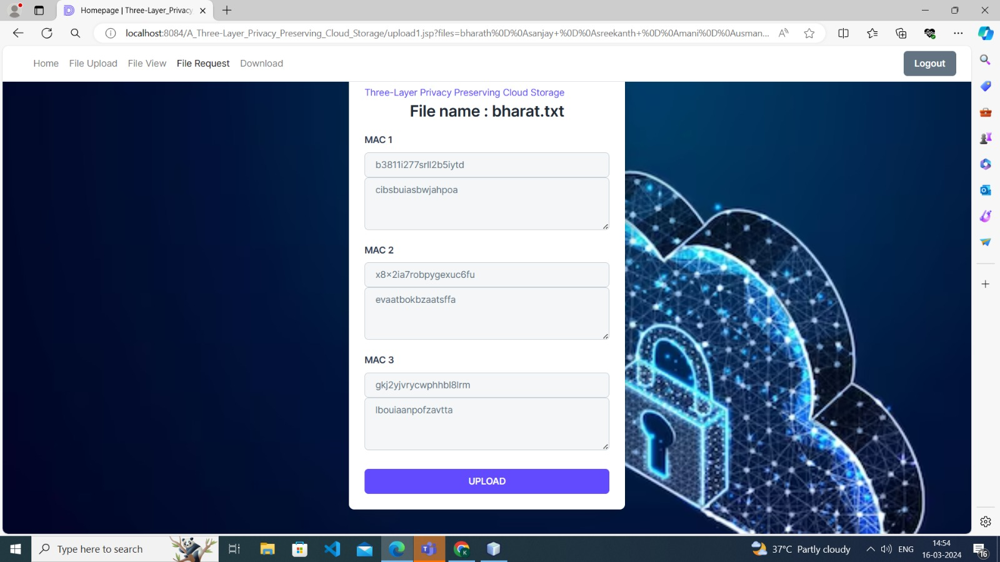 Homepage | Three-Layer_Privacy
localhost:8084/A_Three-Layer_Privacy_Preserving_Cloud_Storage/upload1.jsp?files=bharath%0D%0Asanjay+%0D%0Asreekanth+%0D%0Amani%0D%0Ausman...
Home File Upload File View File Request Download Logout
Three-Layer Privacy Preserving Cloud Storage
File name : bharat.txt
MAC 1
b3811i277srll2b5iytd
cibsbuiasbwjahpoa
MAC 2
x8x2ia7robpygexuc6fu
evaatbokbzaatsffa
MAC 3
gkj2yjvrycwphhbl8lrm
lbouiaanpofzavtta
UPLOAD
Type here to search
37°C Partly cloudy
ENG
14:54
16-03-2024
16